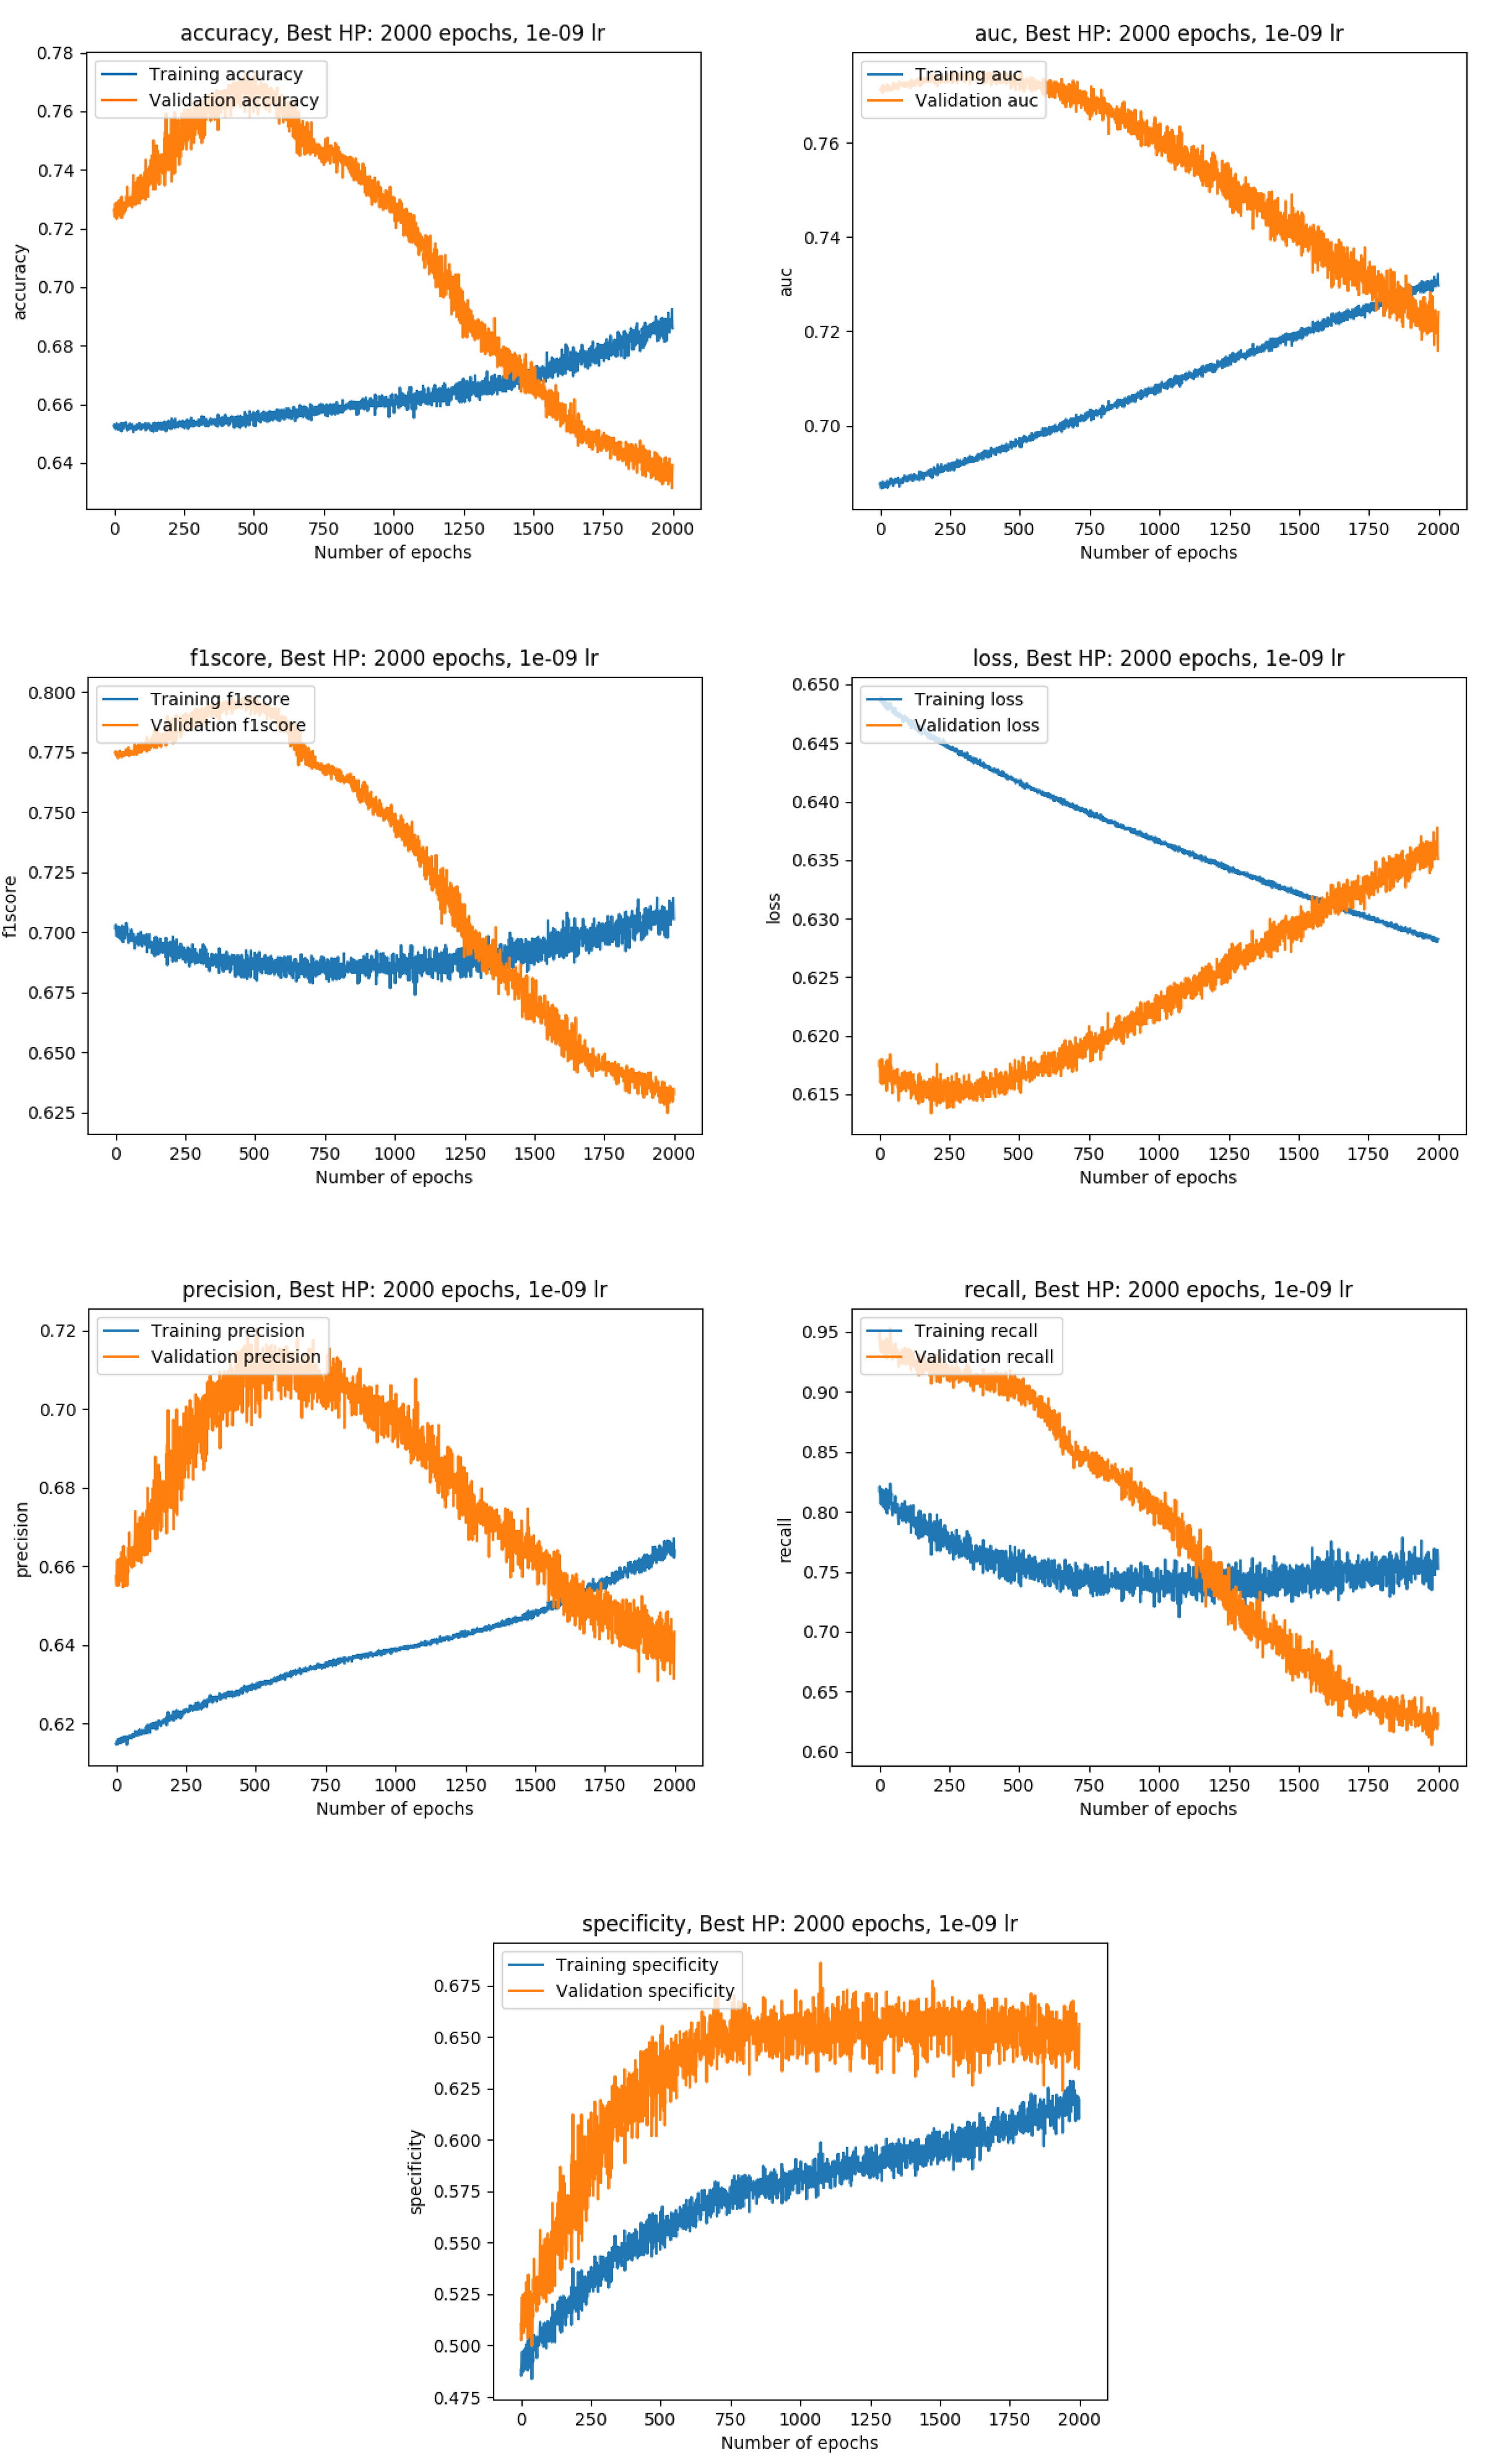 accuracy, Best HP: 2000 epochs, 1e-09 lr
Training accuracy
Validation accuracy
0.78
0.76
0.74
0.72
0.70
0.68
0.66
0.64
accuracy
0 250 500 750 1000 1250 1500 1750 2000
Number of epochs
auc, Best HP: 2000 epochs, 1e-09 lr
Training auc
Validation auc
0.76
0.74
0.72
0.70
auc
0 250 500 750 1000 1250 1500 1750 2000
Number of epochs
f1score, Best HP: 2000 epochs, 1e-09 lr
Training f1score
Validation f1score
0.800
0.775
0.750
0.725
0.700
0.675
0.650
0.625
f1score
0 250 500 750 1000 1250 1500 1750 2000
Number of epochs
loss, Best HP: 2000 epochs, 1e-09 lr
Training loss
Validation loss
0.650
0.645
0.640
0.635
0.630
0.625
0.620
0.615
loss
0 250 500 750 1000 1250 1500 1750 2000
Number of epochs
precision, Best HP: 2000 epochs, 1e-09 lr
Training precision
Validation precision
0.72
0.70
0.68
0.66
0.64
0.62
precision
0 250 500 750 1000 1250 1500 1750 2000
Number of epochs
recall, Best HP: 2000 epochs, 1e-09 lr
Training recall
Validation recall
0.95
0.90
0.85
0.80
0.75
0.70
0.65
0.60
recall
0 250 500 750 1000 1250 1500 1750 2000
Number of epochs
specificity, Best HP: 2000 epochs, 1e-09 lr
Training specificity
Validation specificity
0.675
0.650
0.625
0.600
0.575
0.550
0.525
0.500
0.475
specificity
0 250 500 750 1000 1250 1500 1750 2000
Number of epochs